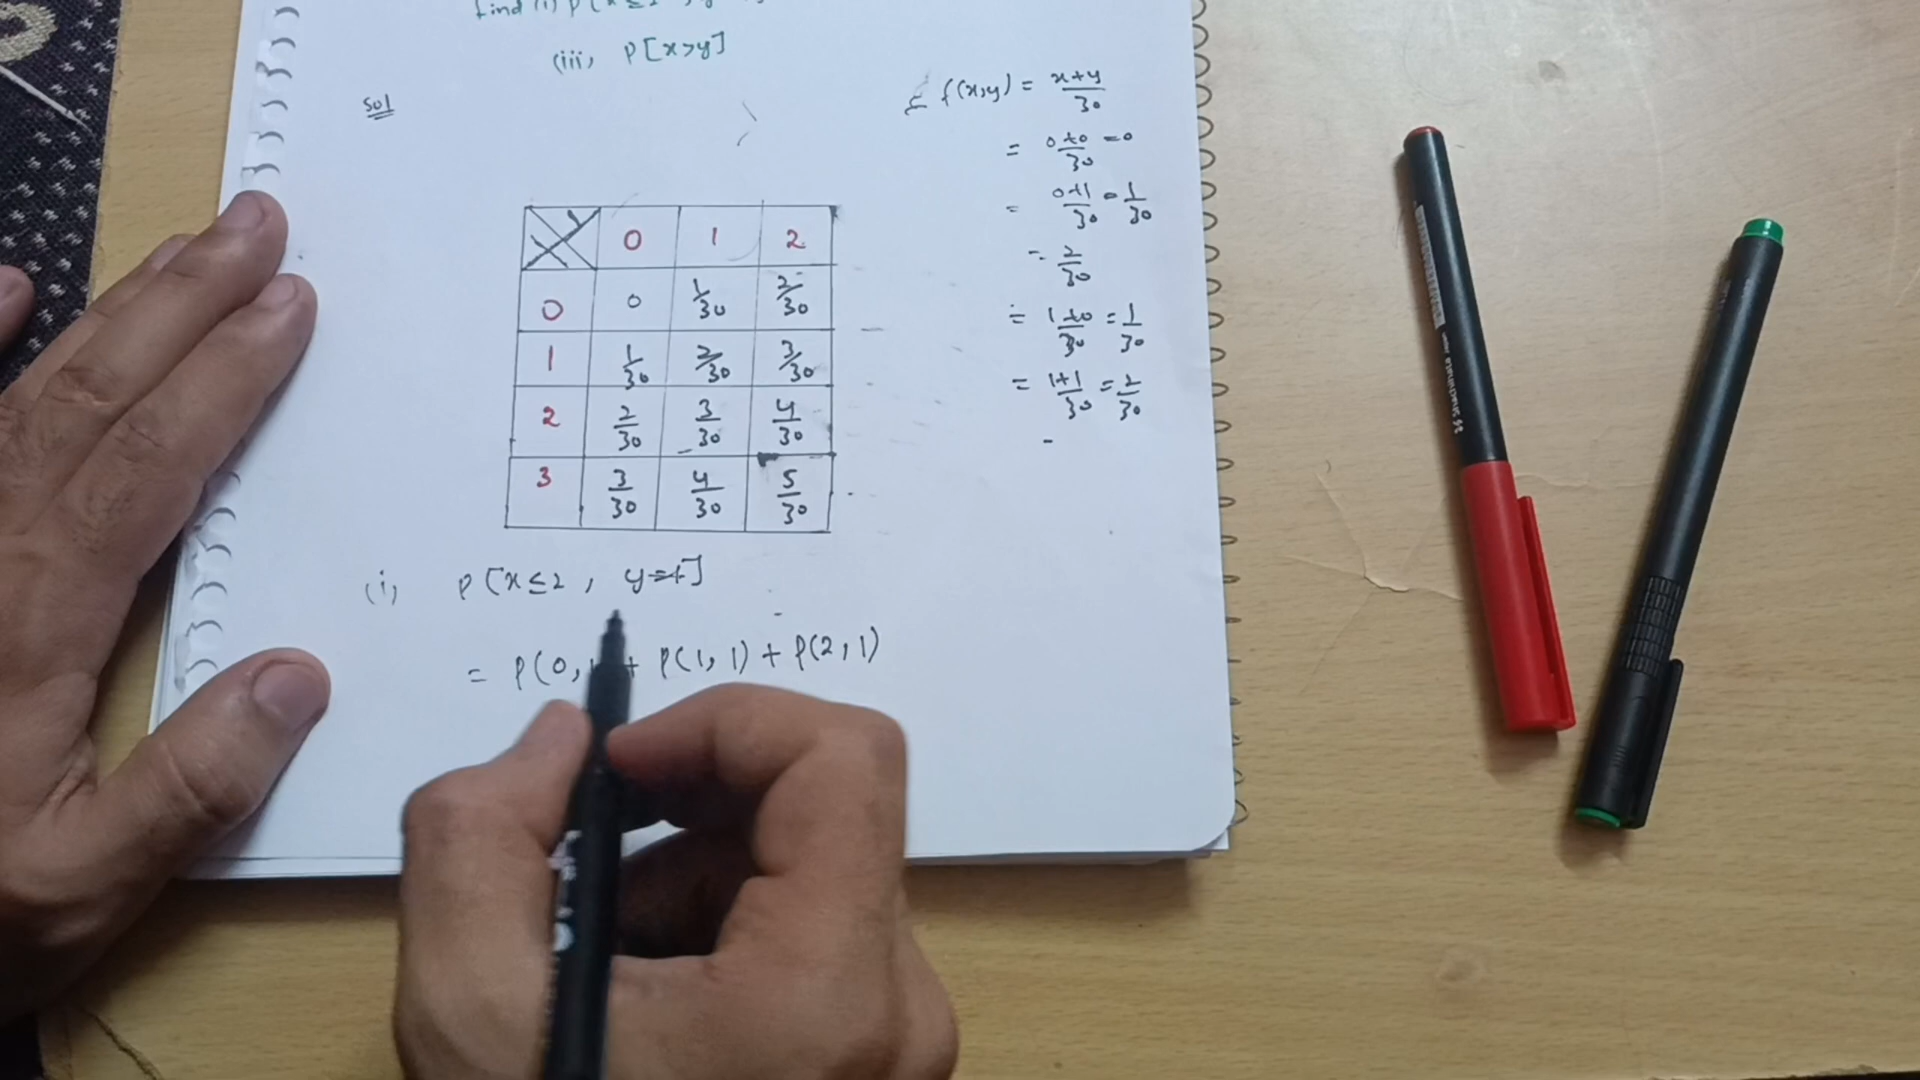 find (i) P[x≤2, y
(iii) P[x>y]
Sol
Σ f(x,y) = x+y/30
= 0+0/30 = 0
= 0+1/30 = 1/30
= 2/30
= 1+0/30 = 1/30
= 1+1/30 = 2/30
-
X Y 0 1 2
0 0 1/30 2/30
1 1/30 2/30 3/30
2 2/30 3/30 4/30
3 3/30 4/30 5/30
(i) P[x≤2, y=1]
= P(0, + P(1,1) + P(2,1)